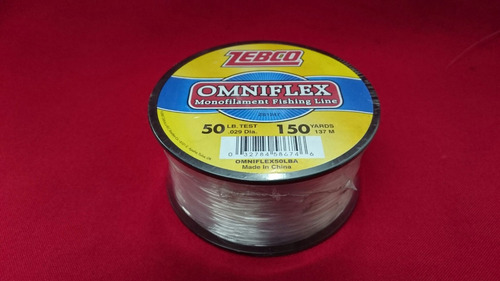 ZEBCO
OMNIFLEX
Monofilament Fishing Line
50 LB. TEST 150 YARDS
.029 Dia. 137 M
OMNIFLEX50LBA
Made in China